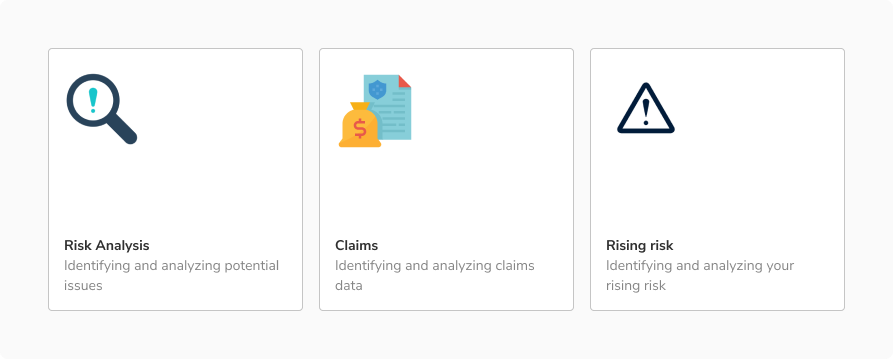 Risk Analysis
Identifying and analyzing potential
issues
$
Claims
Identifying and analyzing claims
data
Rising risk
Identifying and analyzing your
rising risk